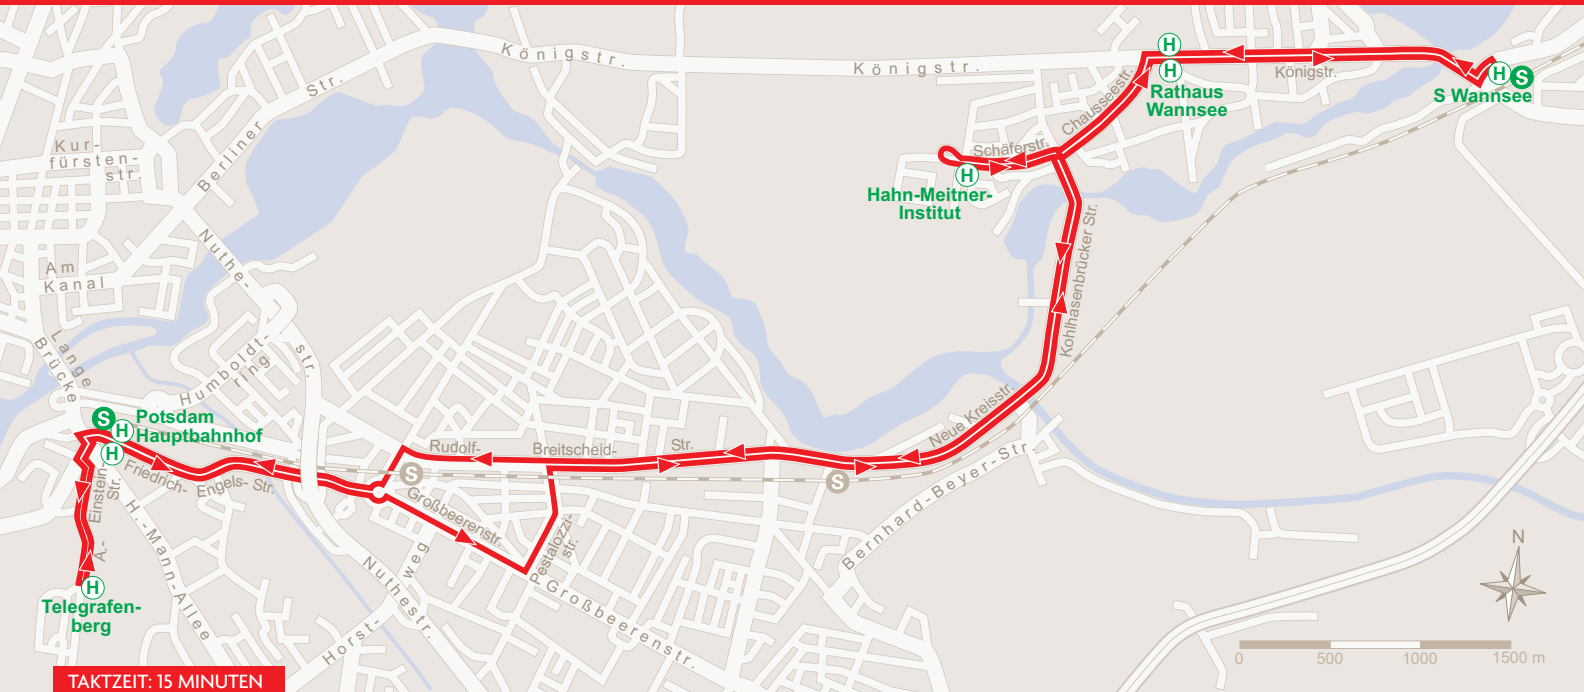 Königstr.
Königstr.
Königstr.
H
H
Rathaus
Wannsee
H
S
S Wannsee
Str.
Berliner
Kur-
fürsten-
str.
Chausseestr.
Schäferstr.
H
Hahn-Meitner-
Institut
Nuthe-
str.
Am
Kanal
Kohlhasenbrücker Str.
Lange
Brücke
Humboldt-
ring
S
H
H
Potsdam
Hauptbahnhof
Rudolf-
Breitscheid-
Str.
Neue Kreisstr.
S
S
Friedrich-
Engels-
Str.
Großbeerenstr.
Bernhard-Beyer-Str.
A.-
Einstein-
Str.
H.-Mann-Allee
Pestalozzi-
str.
Großbeerenstr.
Nuthestr.
Horst-
weg
H
Telegrafen-
berg
N
0
500
1000
1500 m
TAKTZEIT: 15 MINUTEN